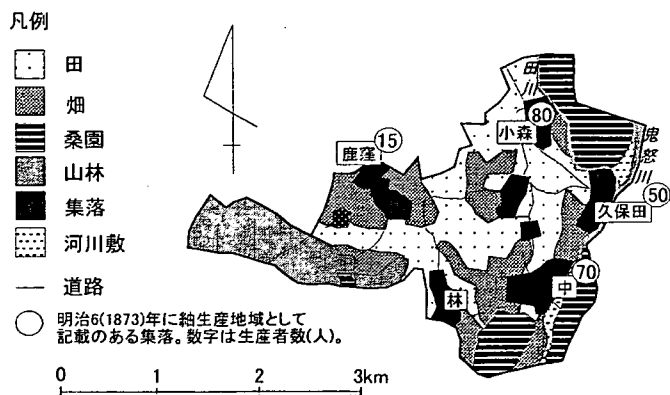 凡例
田
畑
桑園
山林
集落
河川敷
道路
明治6(1873)年に紬生産地域として
記載のある集落。数字は生産者数(人)。
0 1 2 3km
田川
鬼怒川
80
小森
15
鹿窪
50
久保田
70
中
林